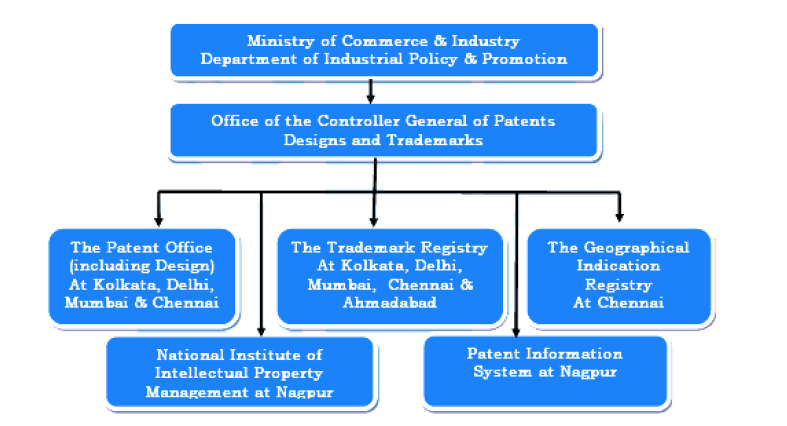 Ministry of Commerce & Industry
Department of Industrial Policy & Promotion
Office of the Controller General of Patents
Designs and Trademarks
The Patent Office
(including Design)
At Kolkata, Delhi,
Mumbai & Chennai
The Trademark Registry
At Kolkata, Delhi,
Mumbai, Chennai &
Ahmadabad
The Geographical
Indication
Registry
At Chennai
National Institute of
Intellectual Property
Management at Nagpur
Patent Information
System at Nagpur